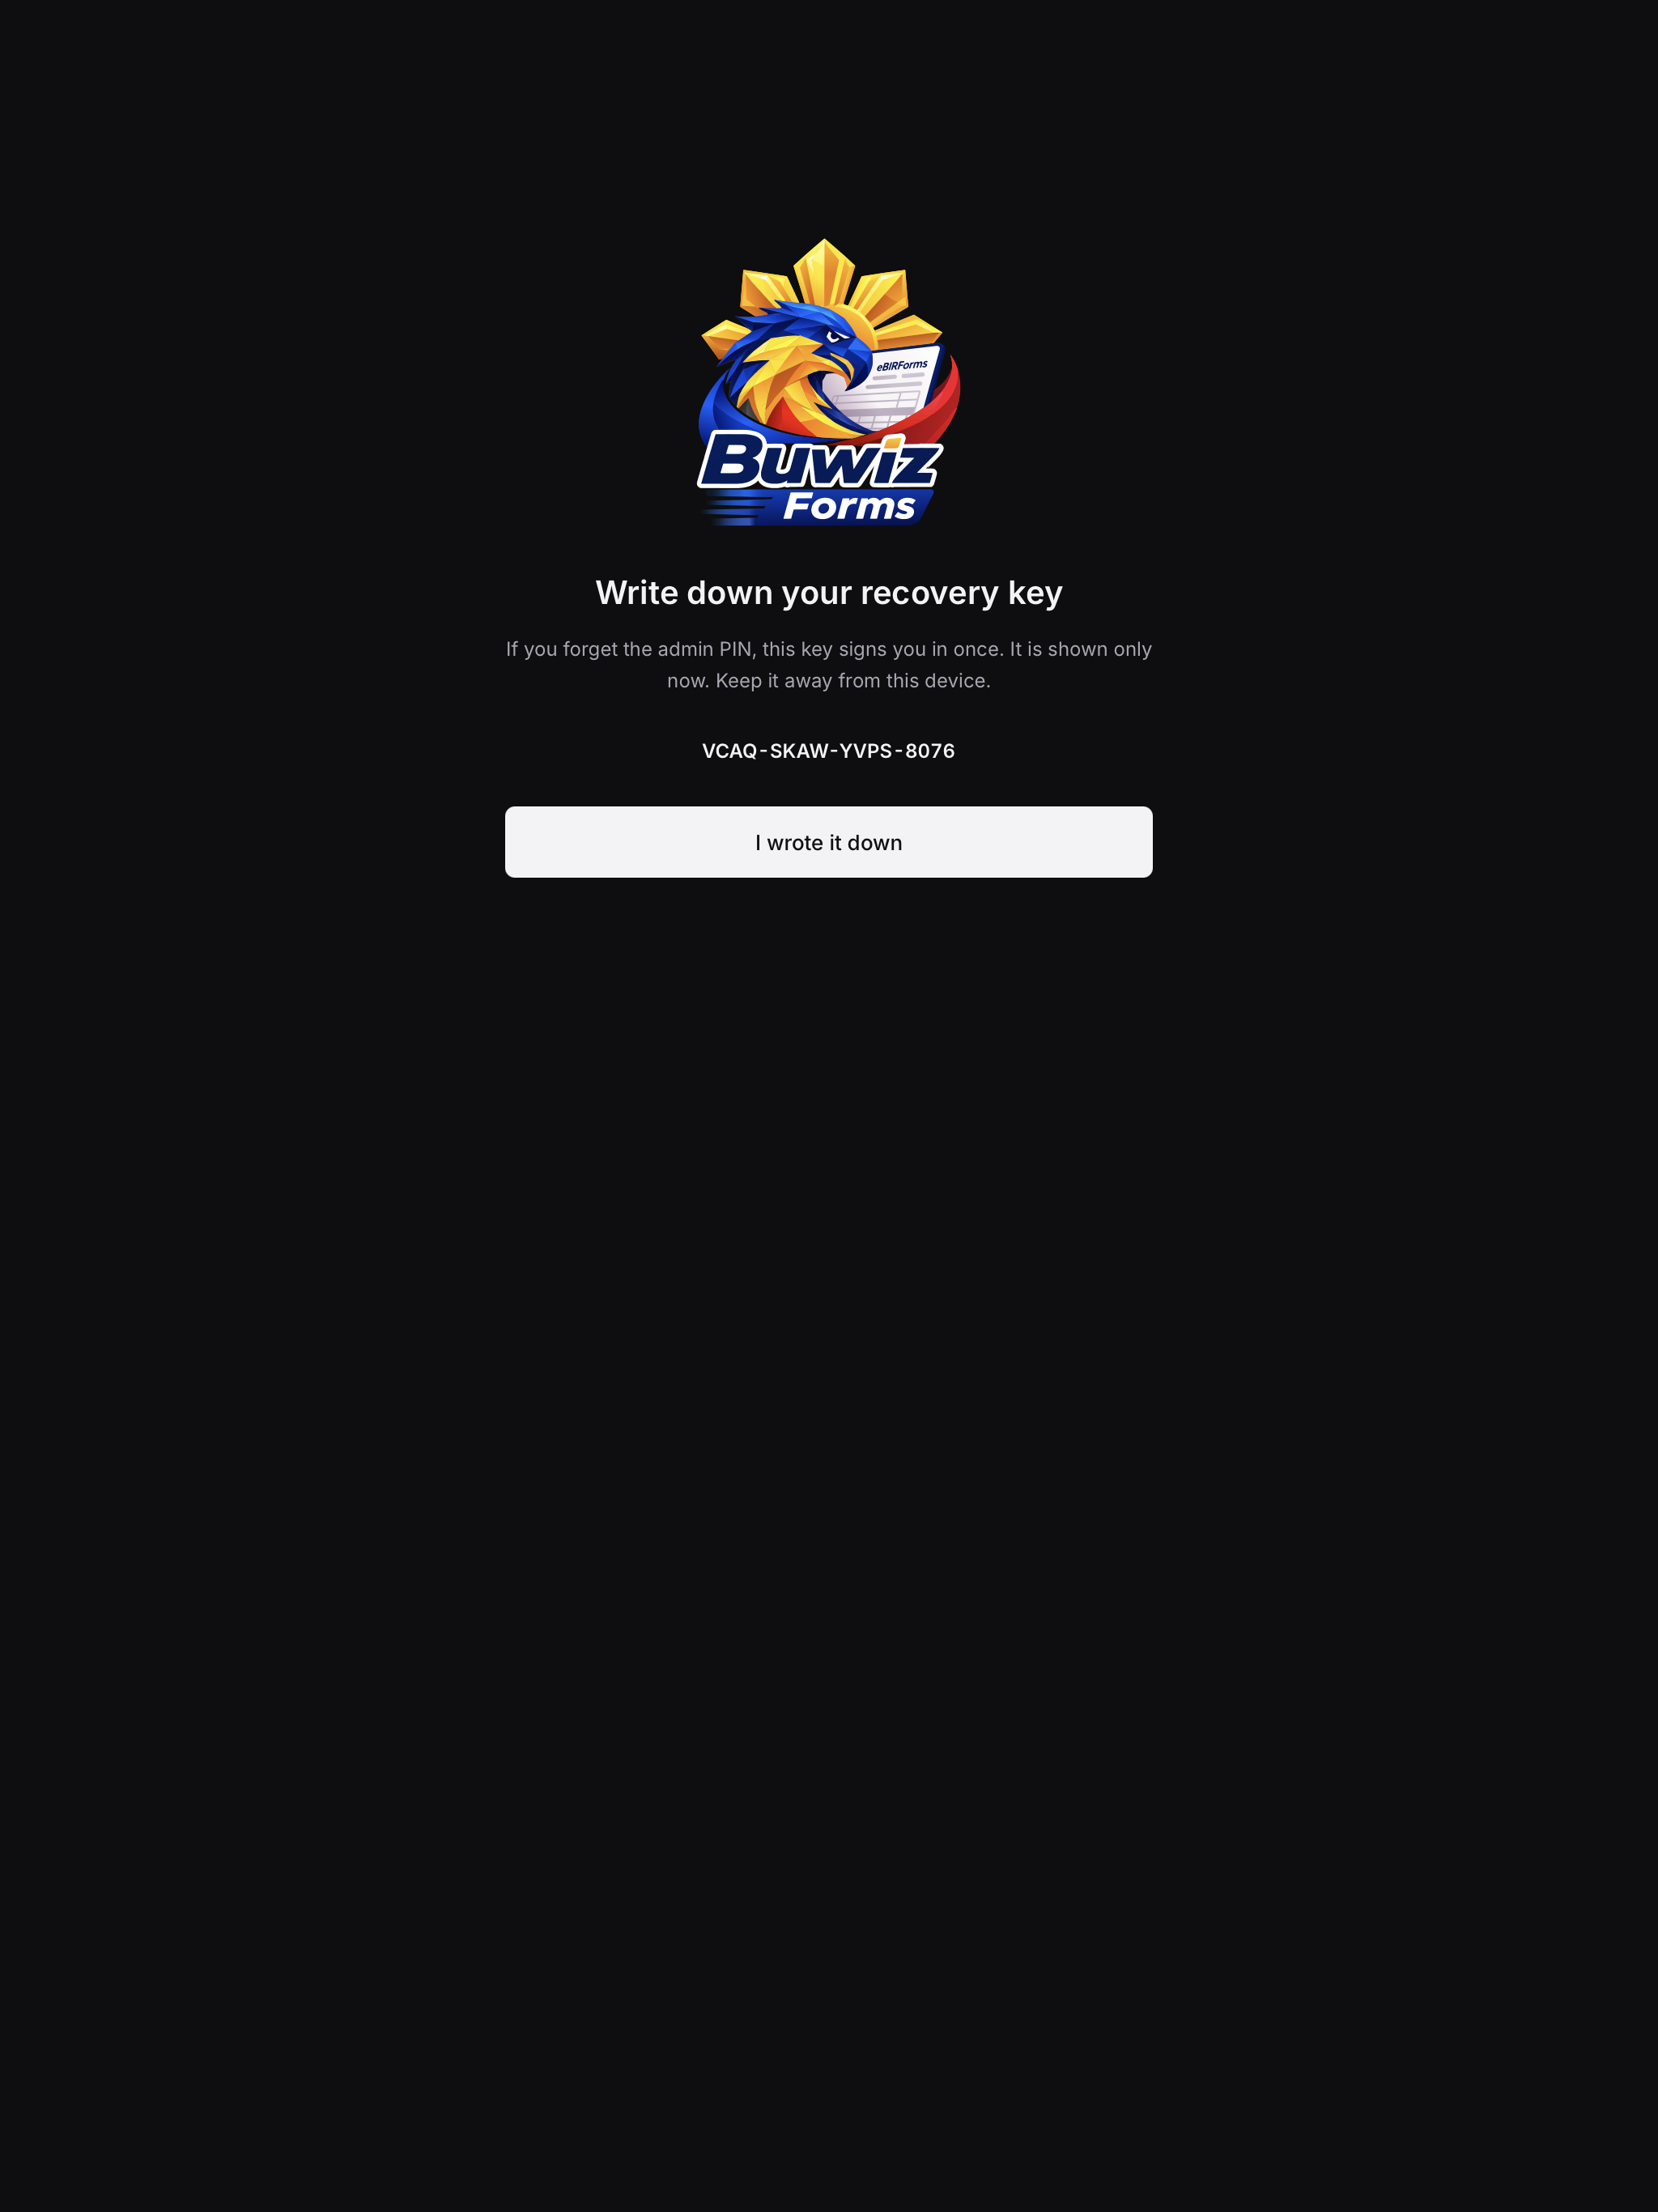 eBIRForms
Buwiz
Forms
Write down your recovery key
If you forget the admin PIN, this key signs you in once. It is shown only
now. Keep it away from this device.
VCAQ-SKAW-YVPS-8076
I wrote it down